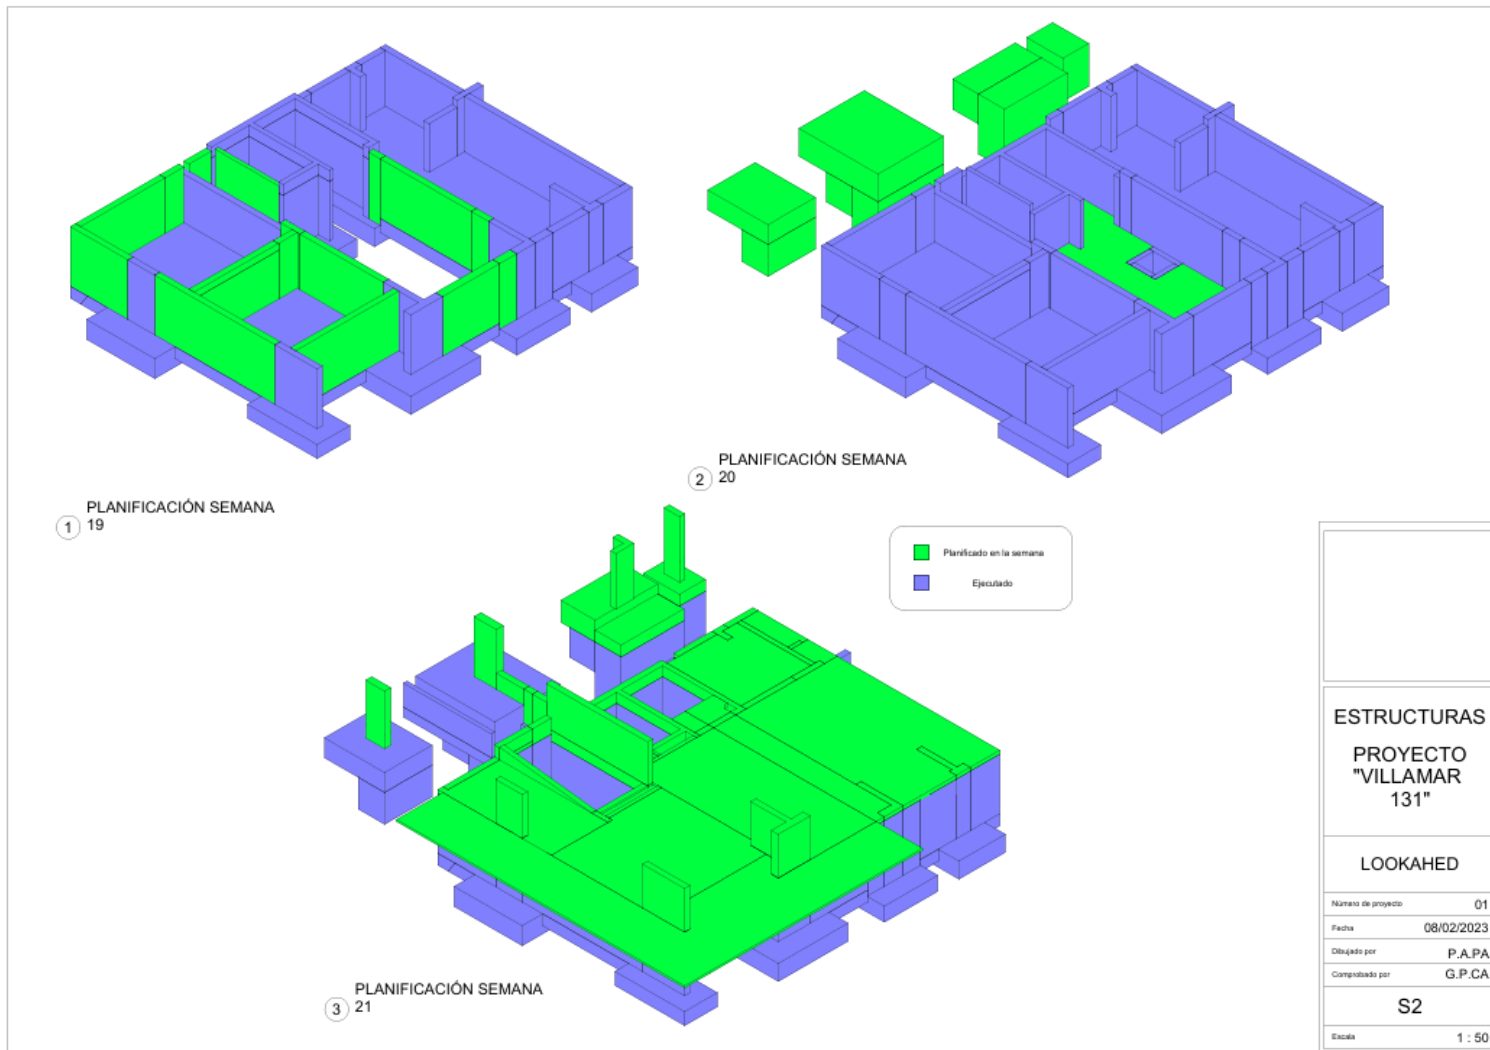 1
PLANIFICACIÓN SEMANA
19
2
PLANIFICACIÓN SEMANA
20
Planificado en la semana
Ejecutado
3
PLANIFICACIÓN SEMANA
21
ESTRUCTURAS
PROYECTO
"VILLAMAR
131"
LOOKAHED
Número de proyecto 01
Fecha 08/02/2023
Dibujado por P.A.PA
Comprobado por G.P.CA
S2
Escala 1 : 50